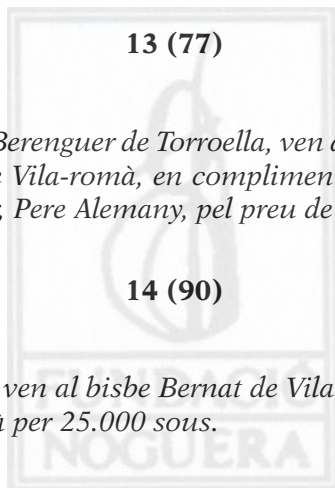 13 (77)
Berenguer de Torroella, ven
Vila-romà, en complimen
Pere Alemany, pel preu de
14 (90)
ven al bisbe Bernat de Vila
per 25.000 sous.
FUNDACIÓ
NOGUERA